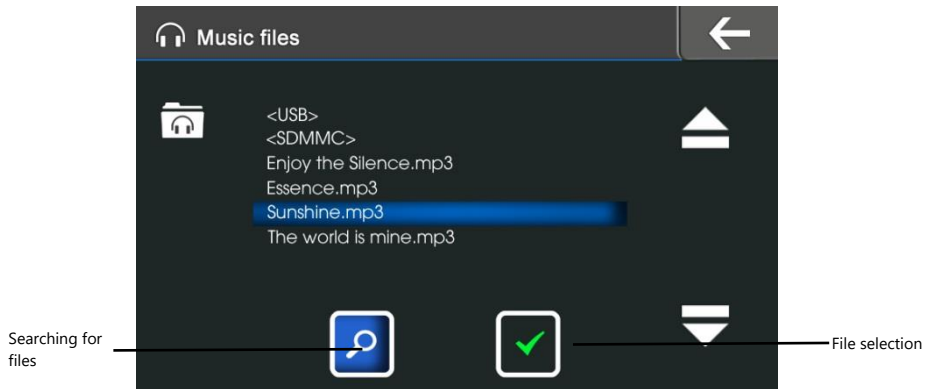 Music files
<USB>
<SDMMC>
Enjoy the Silence.mp3
Essence.mp3
Sunshine.mp3
The world is mine.mp3
Searching for
files
File selection